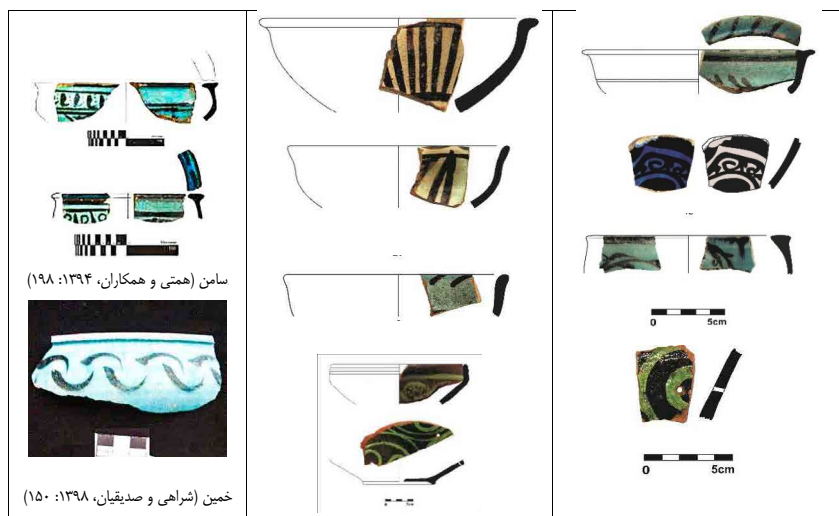 سامن (همتی و همکاران، ۱۳۹۴: ۱۹۸)
خمین (شراهی و صدیقیان، ۱۳۹۸: ۱۵۰)
0 5cm
0 5cm